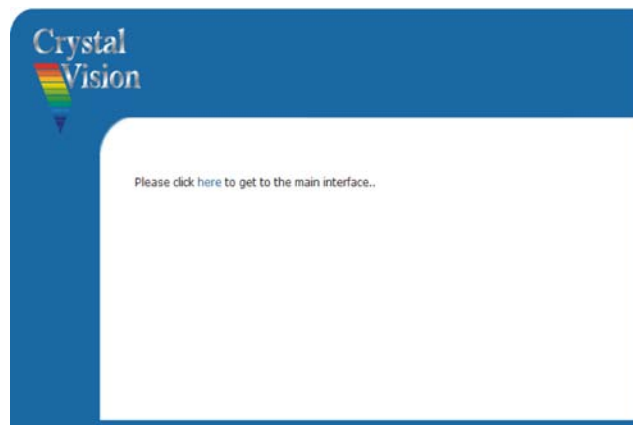 Crystal
Vision
Please click here to get to the main interface..